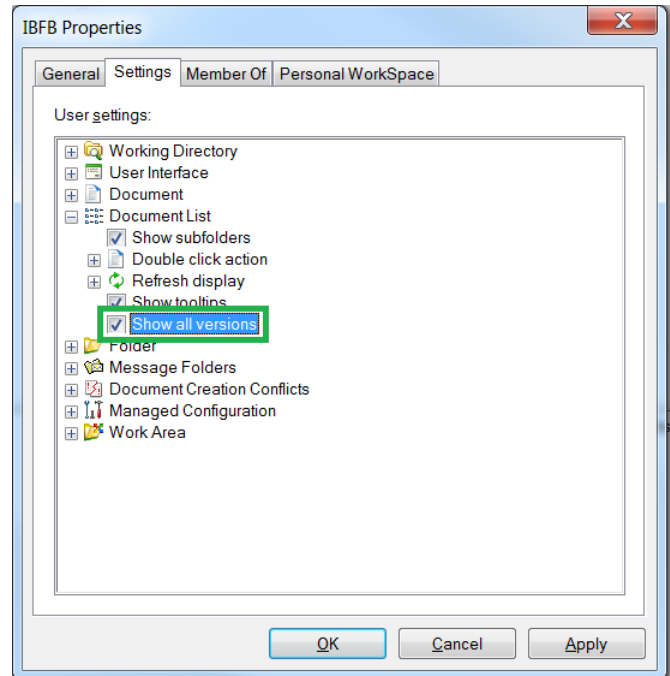 IBFB Properties
General Settings Member Of Personal WorkSpace
User settings:
Working Directory
User Interface
Document
Document List
Show subfolders
Double click action
Refresh display
Show tooltips
Show all versions
Folder
Message Folders
Document Creation Conflicts
Managed Configuration
Work Area
OK Cancel Apply